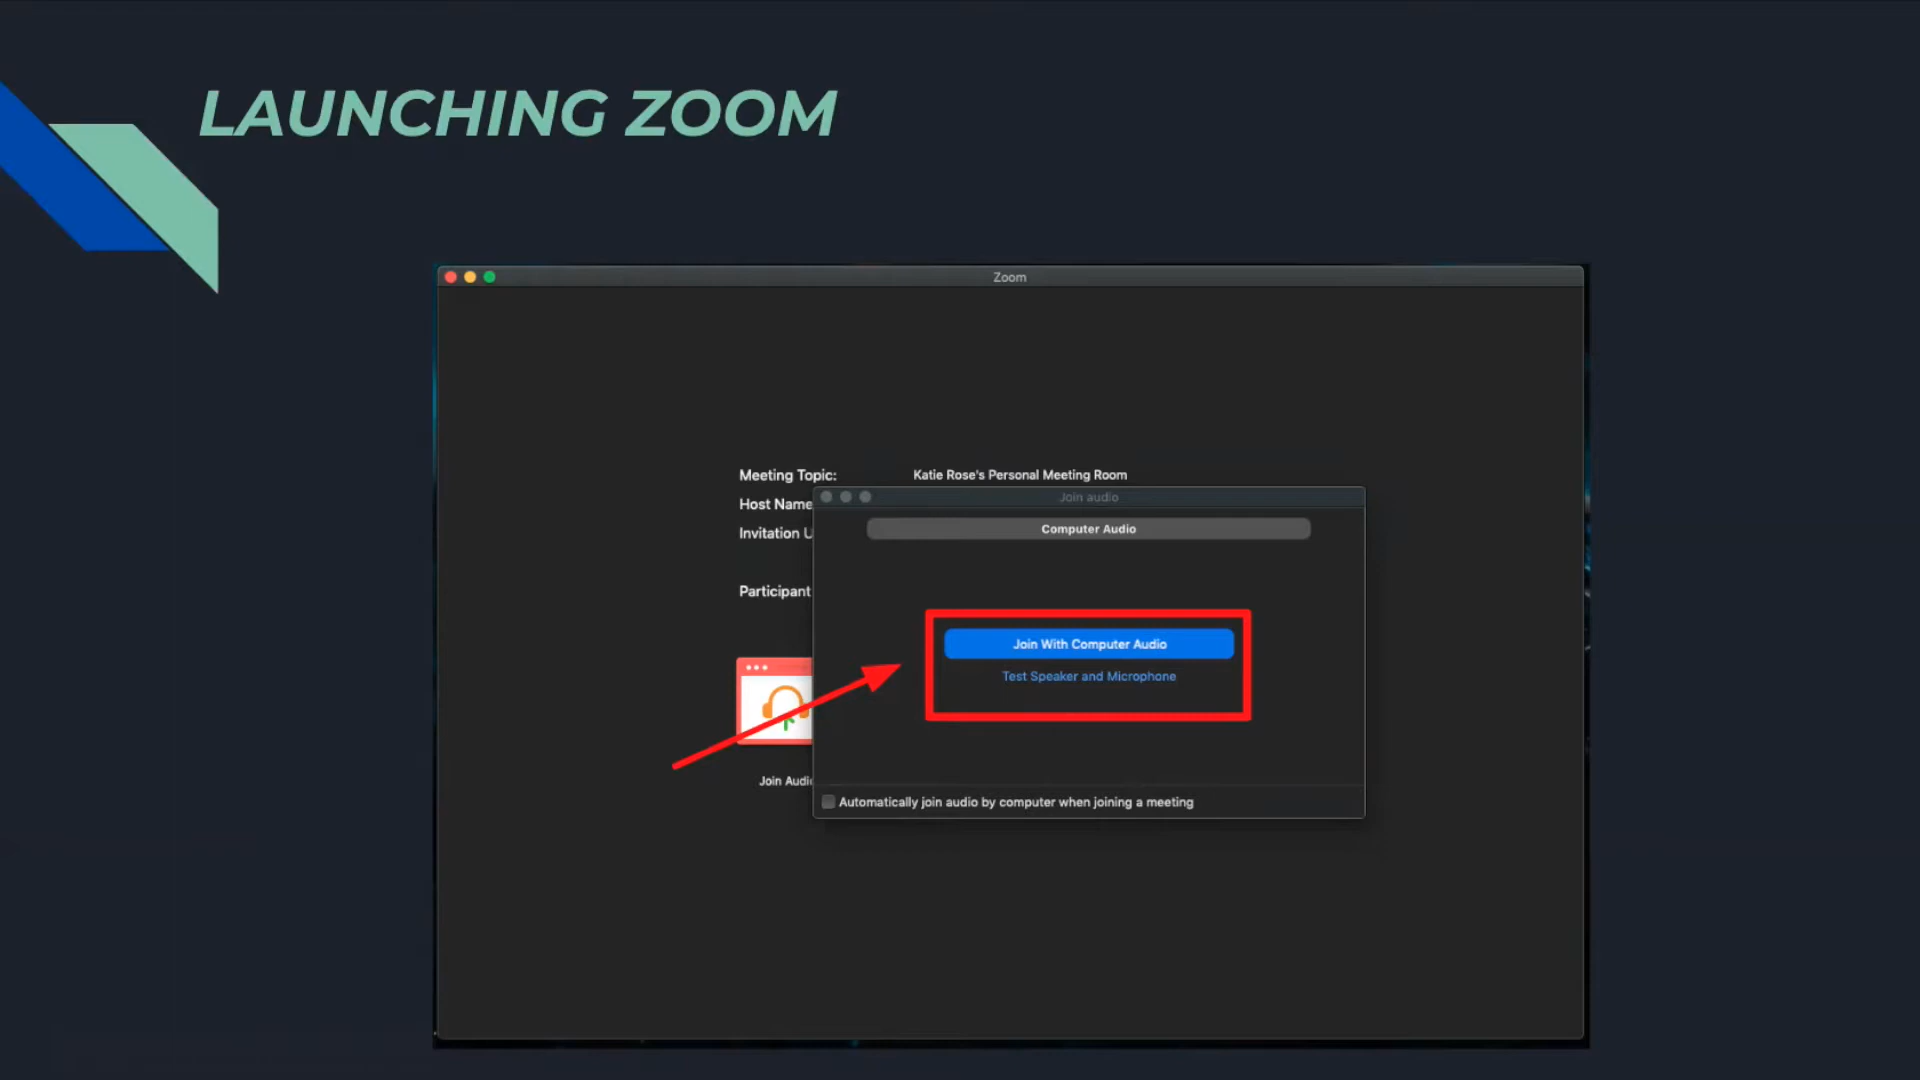 LAUNCHING ZOOM
Zoom
Meeting Topic: Katie Rose's Personal Meeting Room
Join audio
Host Name
Computer Audio
Invitation U
Participant
Join With Computer Audio
Test Speaker and Microphone
Join Audio
Automatically join audio by computer when joining a meeting